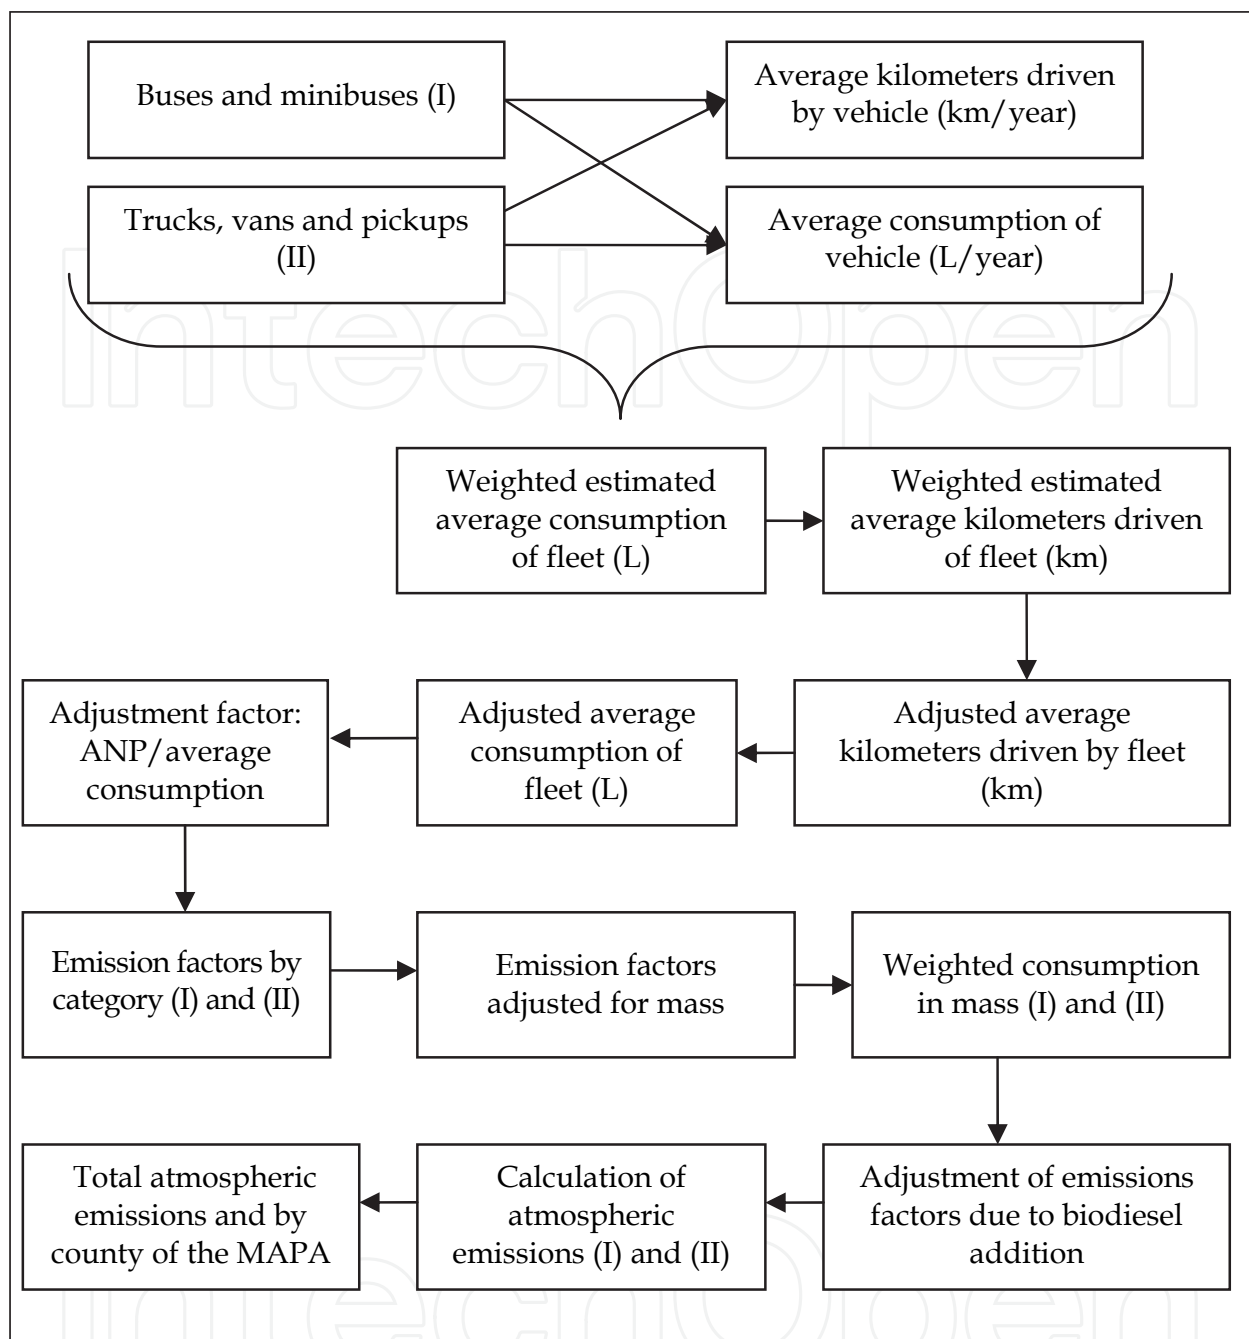 Buses and minibuses (I)
Average kilometers driven
by vehicle (km/year)
Trucks, vans and pickups
(II)
Average consumption of
vehicle (L/year)
IntechOpen
Weighted estimated
average consumption
of fleet (L)
Weighted estimated
average kilometers driven
of fleet (km)
Adjustment factor:
ANP/average
consumption
Adjusted average
consumption of
fleet (L)
Adjusted average
kilometers driven by fleet
(km)
Emission factors by
category (I) and (II)
Emission factors
adjusted for mass
Weighted consumption
in mass (I) and (II)
Total atmospheric
emissions and by
county of the MAPA
Calculation of
atmospheric
emissions (I) and (II)
Adjustment of emissions
factors due to biodiesel
addition
IntechOpen